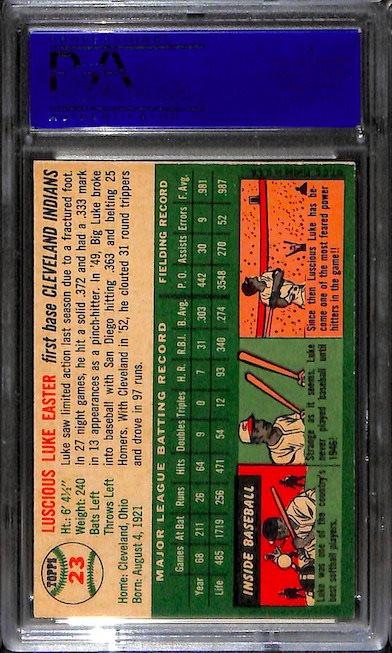 TOPPS
23
LUSCIOUS LUKE EASTER first base CLEVELAND INDIANS
Ht.: 6' 4½"
Weight: 240
Bats Left
Throws Left
Home: Cleveland, Ohio
Born: August 4, 1921
Luke saw limited action last season due to a fractured foot.
In 27 night games, he hit a solid .372 and had a .333 mark
in 13 appearances as a pinch-hitter. In '49, Big Luke broke
into baseball with San Diego hitting .363 and belting 25
Homers. With Cleveland in '52, he clouted 31 round trippers
and drove in 97 runs.
MAJOR LEAGUE BATTING RECORD FIELDING RECORD
Games At Bat Runs Hits Doubles Triples H.R. R.B.I. B. Avg. P.O. Assists Errors F. Avg.
Year 68 211 26 64 9 0 7 31 .303 442 30 9 .981
Life 485 1719 256 471 54 12 93 340 .274 3548 270 52 .987
INSIDE BASEBALL
Luke was one of the country's
best softball players.
Strange as it seems, Luke
never played baseball until
1946!
Since then Luscious Luke has be-
come one of the most feared power
hitters in the game!!